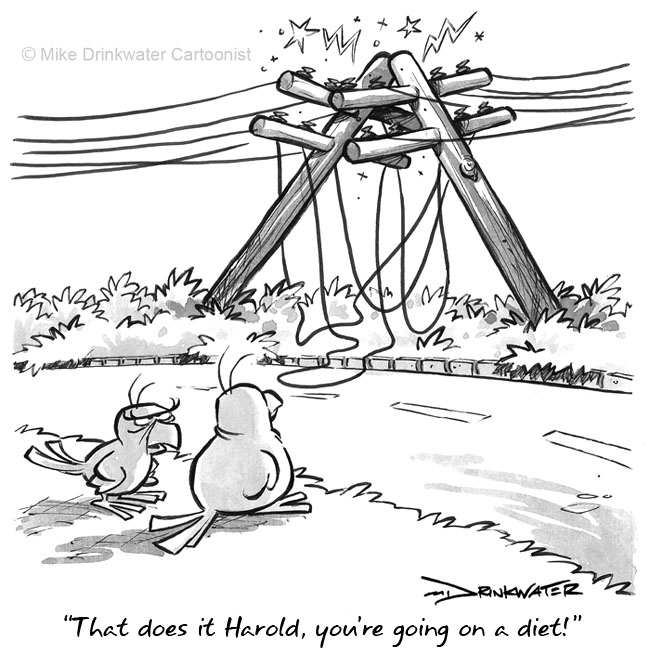 © Mike Drinkwater Cartoonist
DRINKWATER
“That does it Harold, you're going on a diet!”